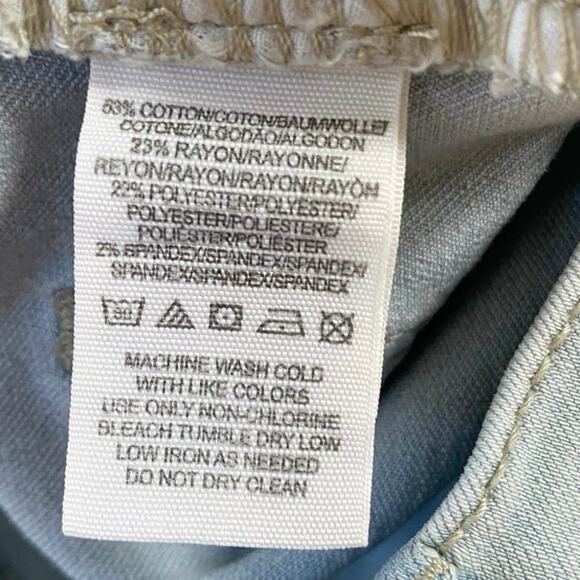 53% COTTON/COTON/BAUMWOLLE/
COTONE/ALGODÃO/ALGODON
23% RAYON/RAYONNE/
REYON/RAYON/RAYON/RAYÒN
22% POLYESTER/POLYESTER/
POLYESTER/POLIESTERE/
POLIÉSTER/POLIÈSTER
2% SPANDEX/SPANDEX/SPANDEX/
SPANDEX/SPANDEX/SPANDEX
30
MACHINE WASH COLD
WITH LIKE COLORS
USE ONLY NON-CHLORINE
BLEACH TUMBLE DRY LOW
LOW IRON AS NEEDED
DO NOT DRY CLEAN